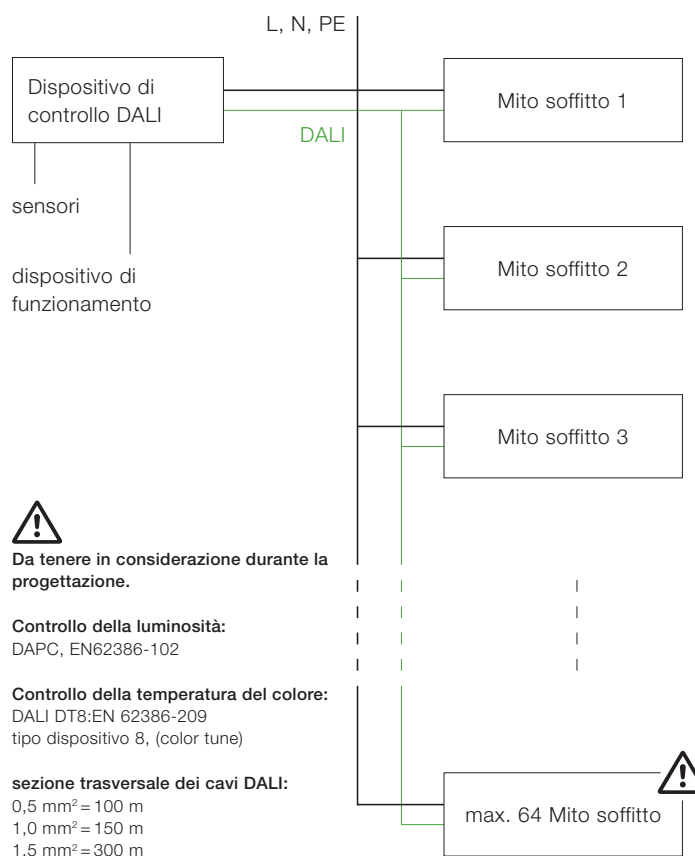 L, N, PE
Dispositivo di
controllo DALI
DALI
Mito soffitto 1
sensori
dispositivo di
funzionamento
Mito soffitto 2
Mito soffitto 3
Da tenere in considerazione durante la
progettazione.
Controllo della luminosità:
DAPC, EN62386-102
Controllo della temperatura del colore:
DALI DT8:EN 62386-209
tipo dispositivo 8, (color tune)
sezione trasversale dei cavi DALI:
0,5 mm² = 100 m
1,0 mm² = 150 m
1,5 mm² = 300 m
max. 64 Mito soffitto